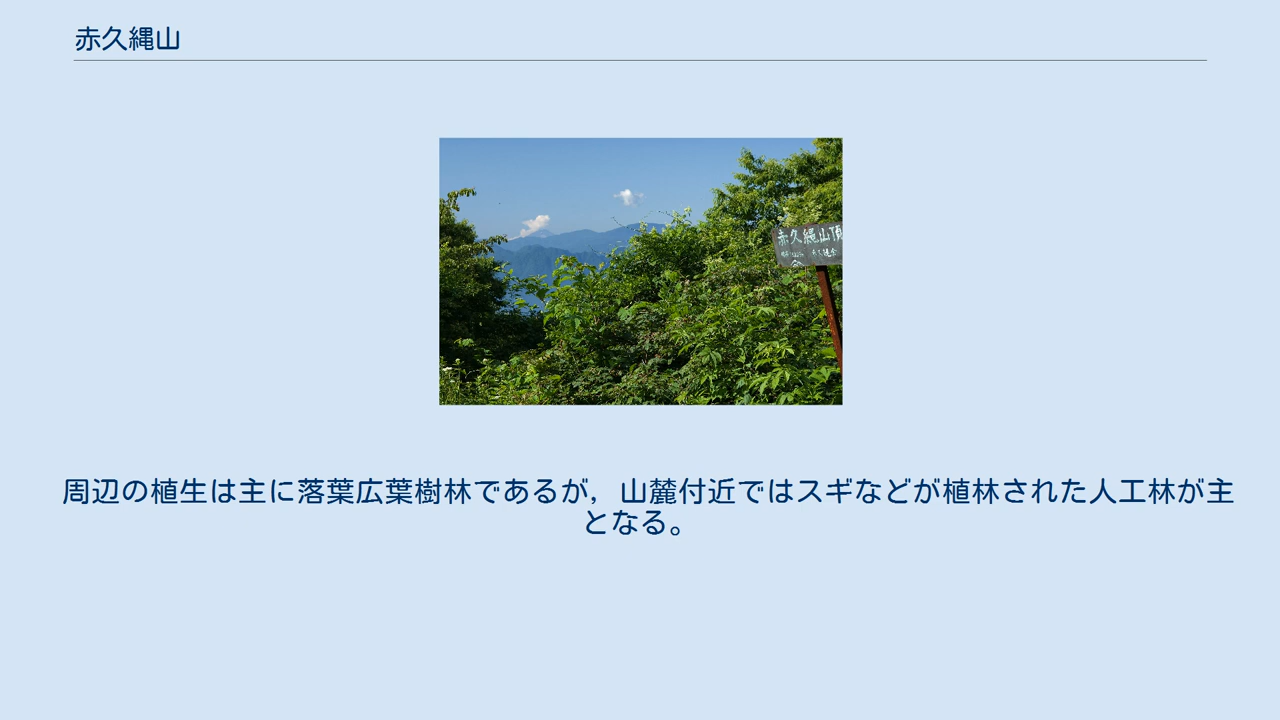 赤久縄山
赤久縄山頂
周辺の植生は主に落葉広葉樹林であるが，山麓付近ではスギなどが植林された人工林が主
となる。